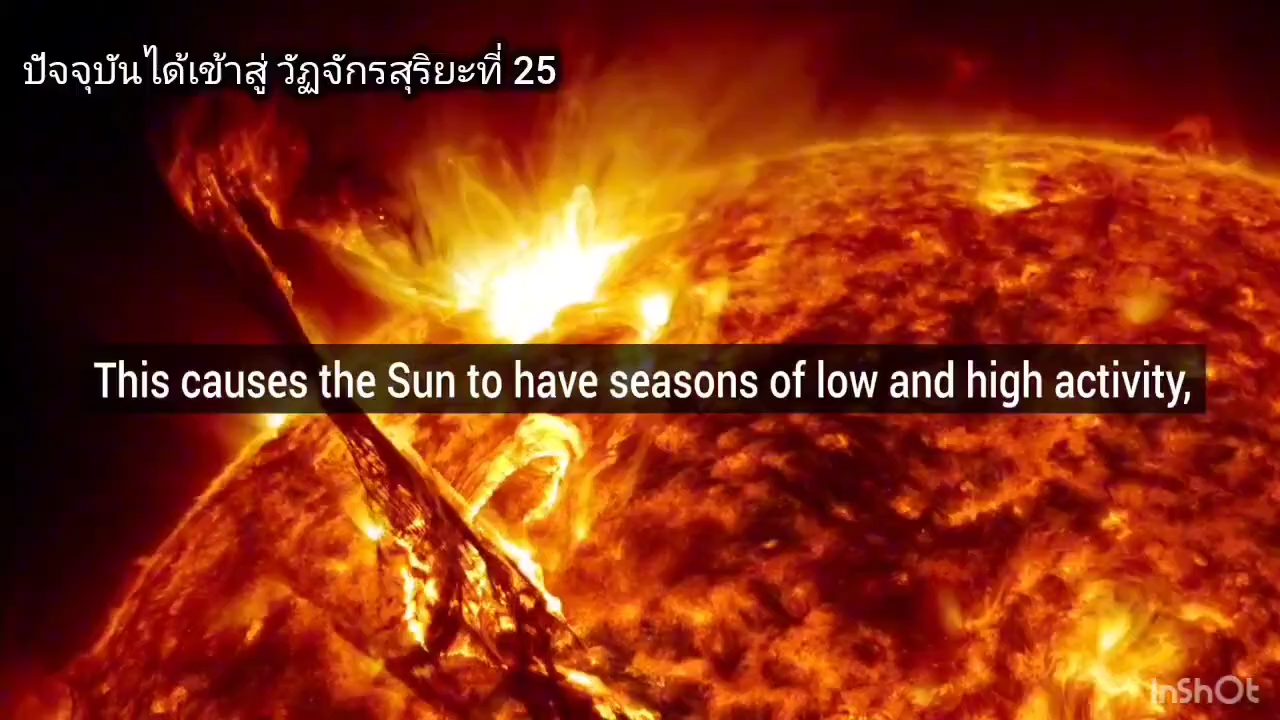 ปัจจุบันได้เข้าสู่ วัฏจักรสุริยะที่ 25
This causes the Sun to have seasons of low and high activity,
InShOt